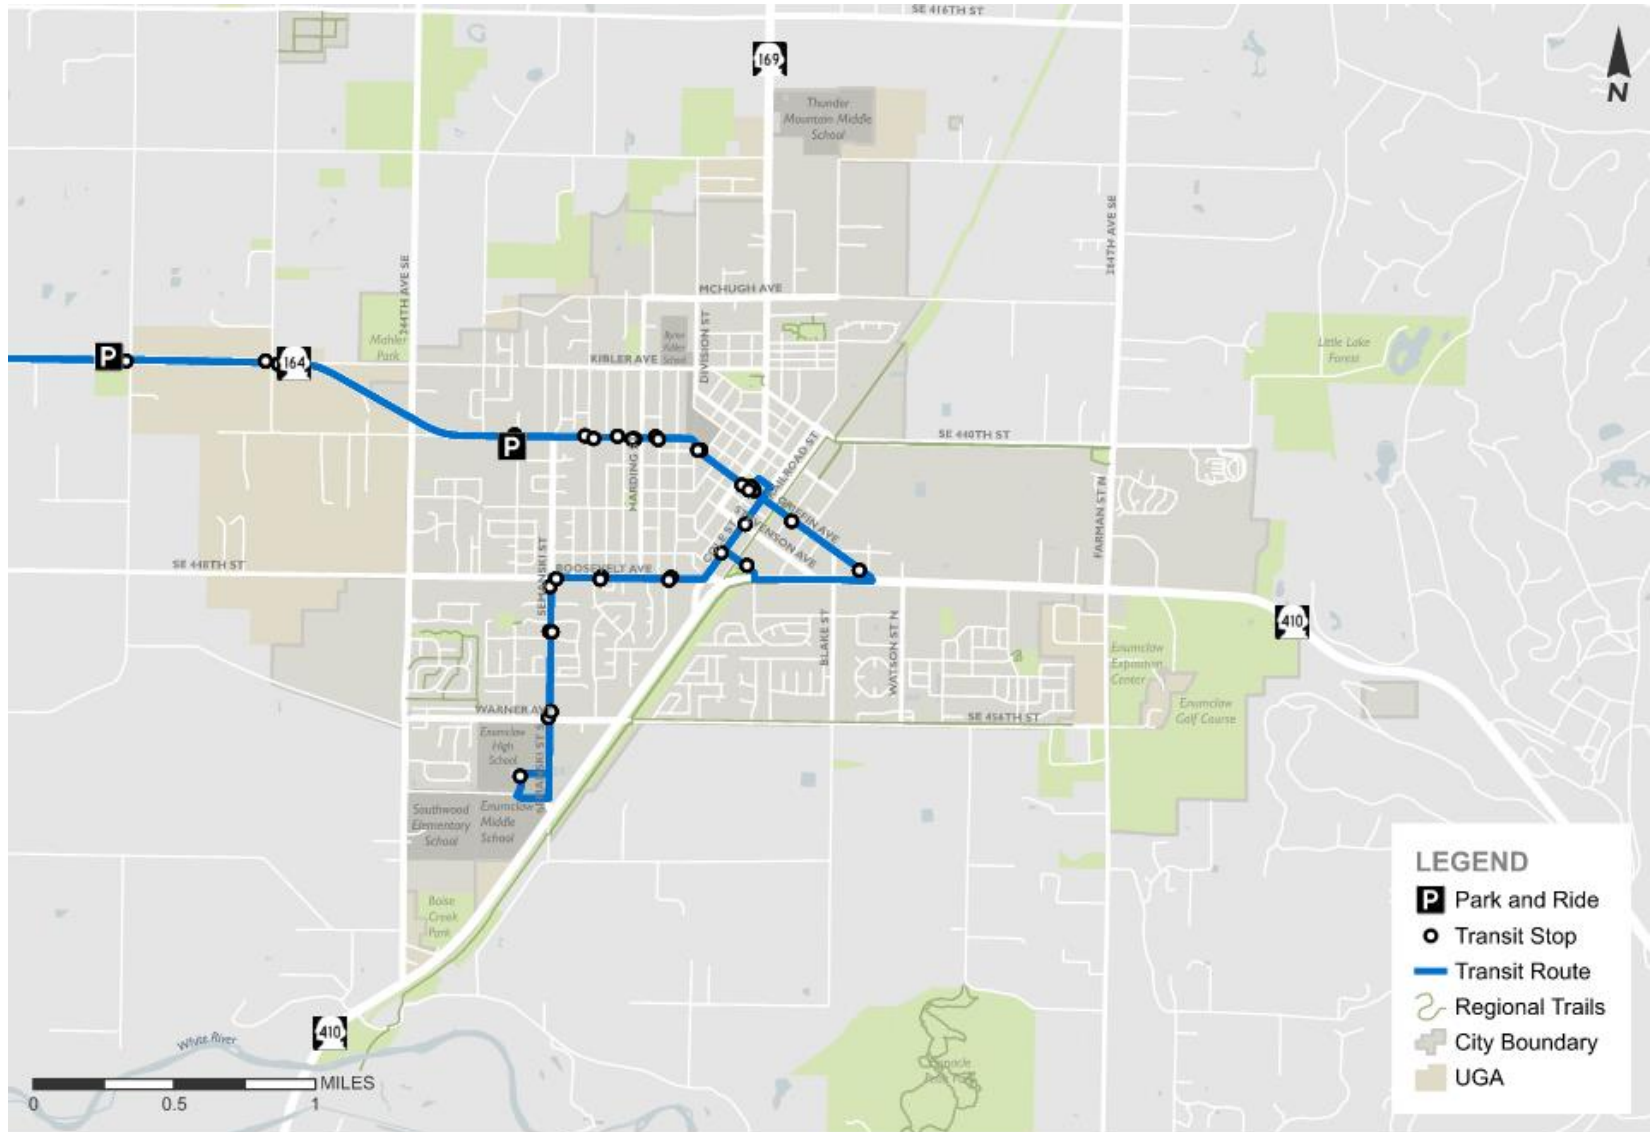 SE 416TH ST
169
N
Thunder
Mountain Middle
School
284TH AVE SE
244TH AVE SE
MCHUGH AVE
DIVISION ST
Mahler
Park
KIBLER AVE
School
Little Lake
Forest
P
164
P
SE 440TH ST
RAILROAD ST
HARDING
GRIFFIN AVE
STEVENSON AVE
COLE ST
FARMAN ST N
SE 448TH ST
SEMANSKI ST
ROOSEVELT AVE
410
BLAKE ST
WATSON ST N
Enumclaw
Exposition
Center
Enumclaw
Golf Course
WARNER AVE
SE 456TH ST
Enumclaw
High
School
SEMANSKI ST S
Southwood
Elementary
School
Enumclaw
Middle
School
Boise
Creek
Park
410
White River
MILES
0 0.5 1
LEGEND
P Park and Ride
Transit Stop
Transit Route
Regional Trails
City Boundary
UGA